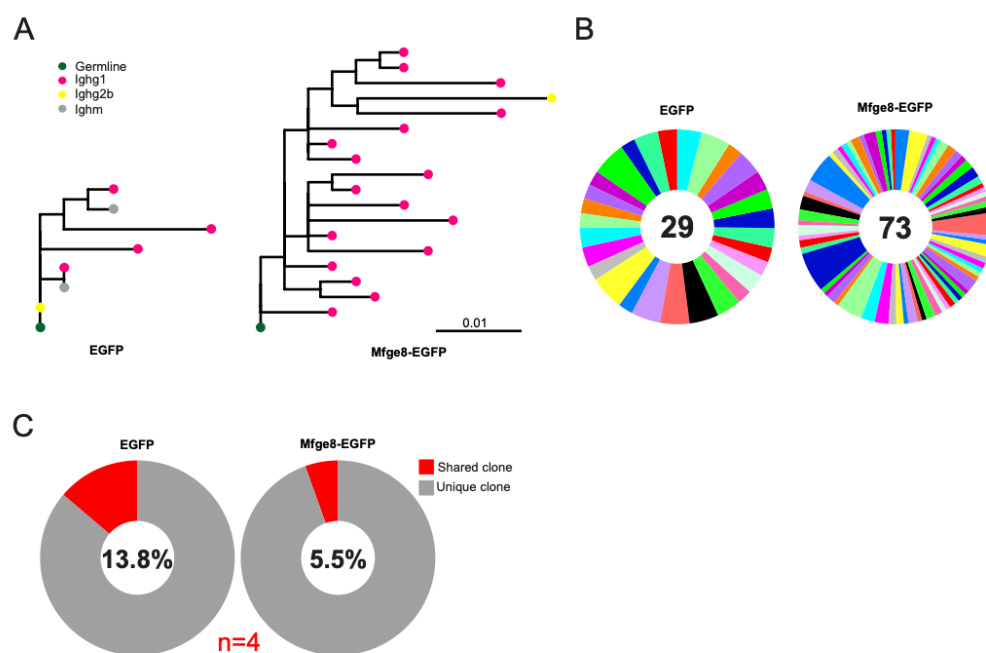 A
Germline
Ighg1
Ighg2b
Ighm
EGFP
0.01
Mfge8-EGFP
B
EGFP
Mfge8-EGFP
29
73
C
EGFP
Mfge8-EGFP
Shared clone
Unique clone
13.8%
5.5%
n=4